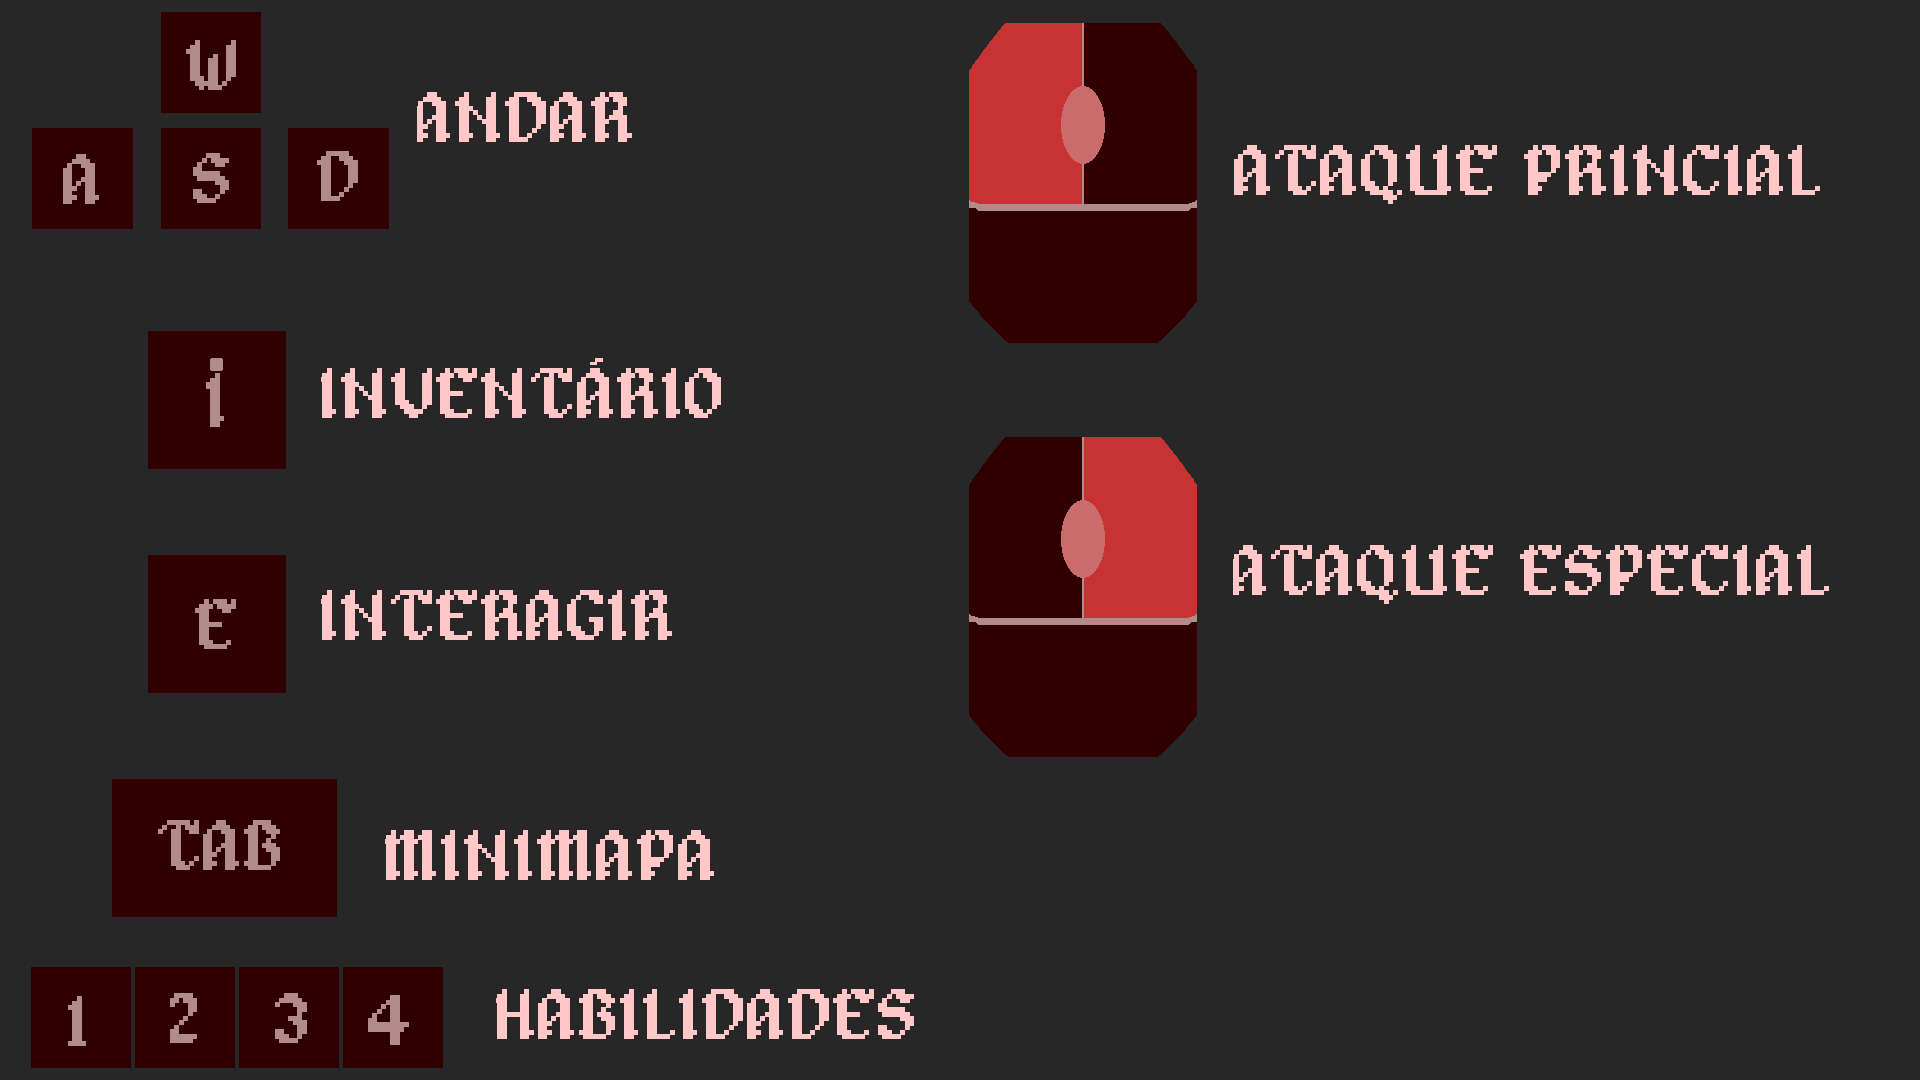 W
A S D
ANDAR
i
INVENTÁRIO
E
INTERAGIR
TAB
MINIMAPA
1 2 3 4
HABILIDADES
ATAQUE PRINCIAL
ATAQUE ESPECIAL